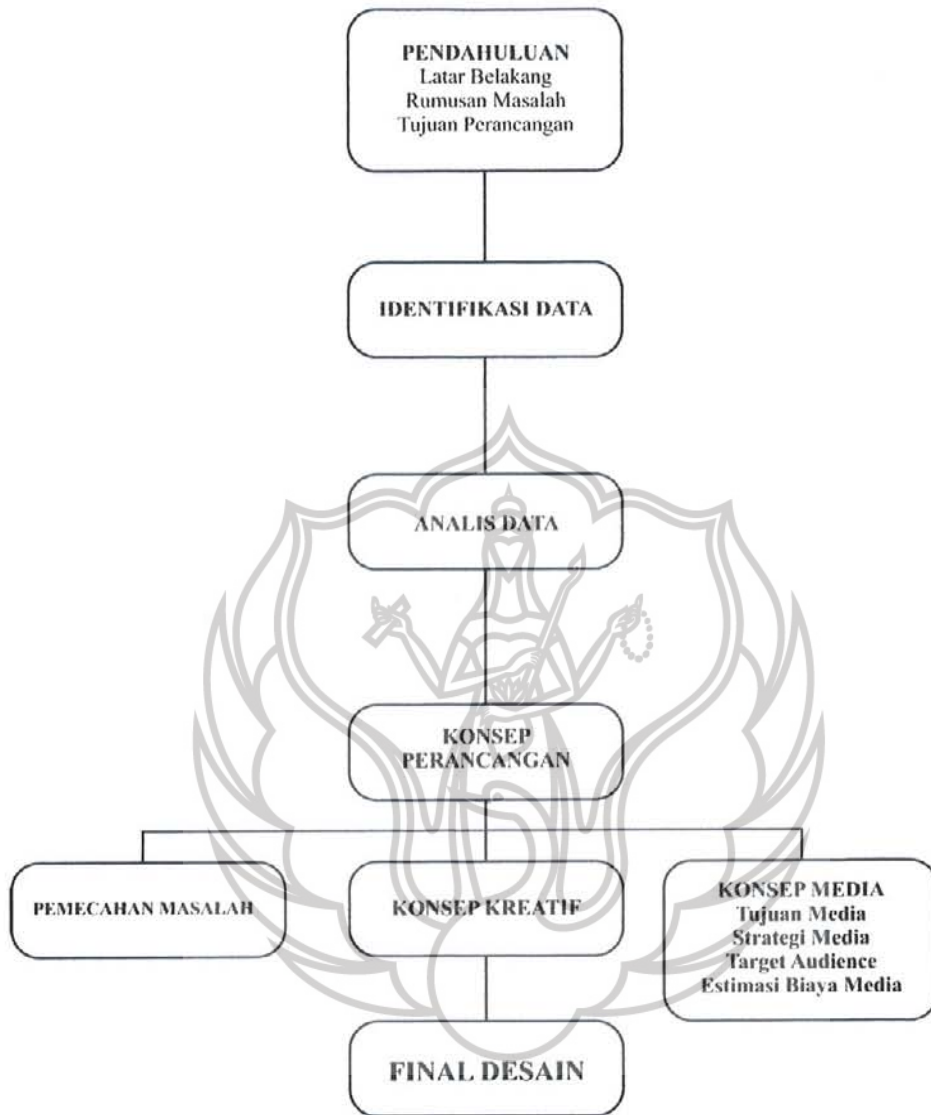 PENDAHULUAN
Latar Belakang
Rumusan Masalah
Tujuan Perancangan
IDENTIFIKASI DATA
ANALIS DATA
KONSEP
PERANCANGAN
PEMECAHAN MASALAH
KONSEP KREATIF
KONSEP MEDIA
Tujuan Media
Strategi Media
Target Audience
Estimasi Biaya Media
FINAL DESAIN